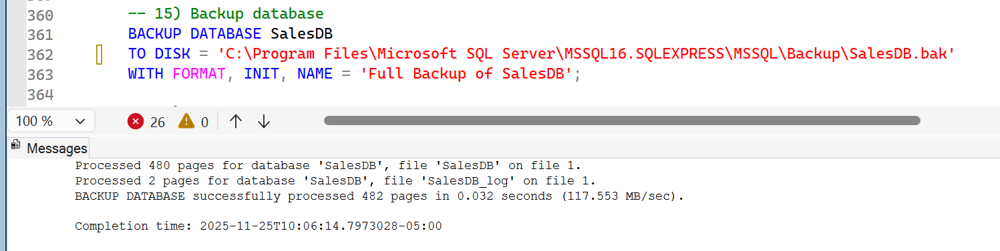 360 -- 15) Backup database
361 BACKUP DATABASE SalesDB
362 TO DISK = 'C:\Program Files\Microsoft SQL Server\MSSQL16.SQLEXPRESS\MSSQL\Backup\SalesDB.bak'
363 WITH FORMAT, INIT, NAME = 'Full Backup of SalesDB';
364
100 % 26 0
Messages
Processed 480 pages for database 'SalesDB', file 'SalesDB' on file 1.
Processed 2 pages for database 'SalesDB', file 'SalesDB_log' on file 1.
BACKUP DATABASE successfully processed 482 pages in 0.032 seconds (117.553 MB/sec).
Completion time: 2025-11-25T10:06:14.7973028-05:00